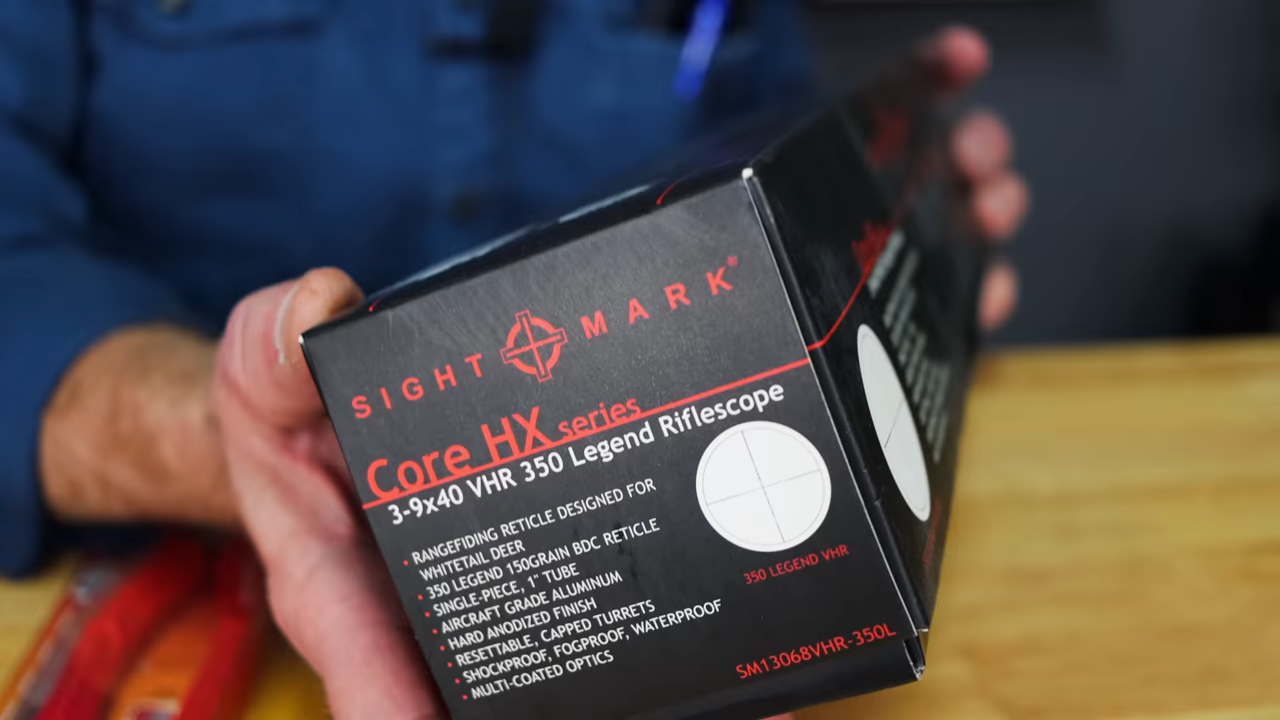 SIGHT MARK®
Core HX series
3-9x40 VHR 350 Legend Riflescope
• RANGEFIDING RETICLE DESIGNED FOR
WHITETAIL DEER
• 350 LEGEND 150GRAIN BDC RETICLE
• SINGLE-PIECE, 1" TUBE
• AIRCRAFT GRADE ALUMINUM
• HARD ANODIZED FINISH
• RESETTABLE, CAPPED TURRETS
• SHOCKPROOF, FOGPROOF, WATERPROOF
• MULTI-COATED OPTICS
350 LEGEND VHR
SM13068VHR-350L